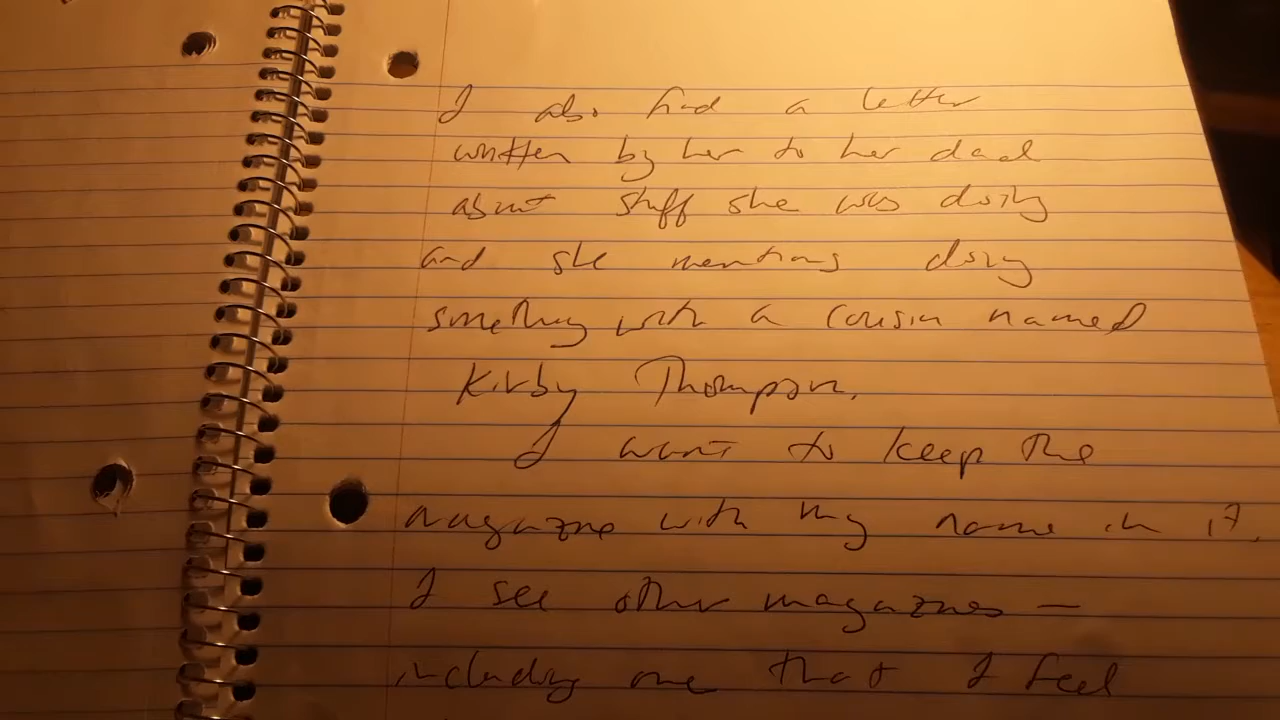 I also find a letter
written by her to her dad
about stuff she was doing
and she mentions doing
something with a cousin named
Kirby Thompson.
I want to keep the
magazine with my name in it.
I see other magazines —
including one that I feel